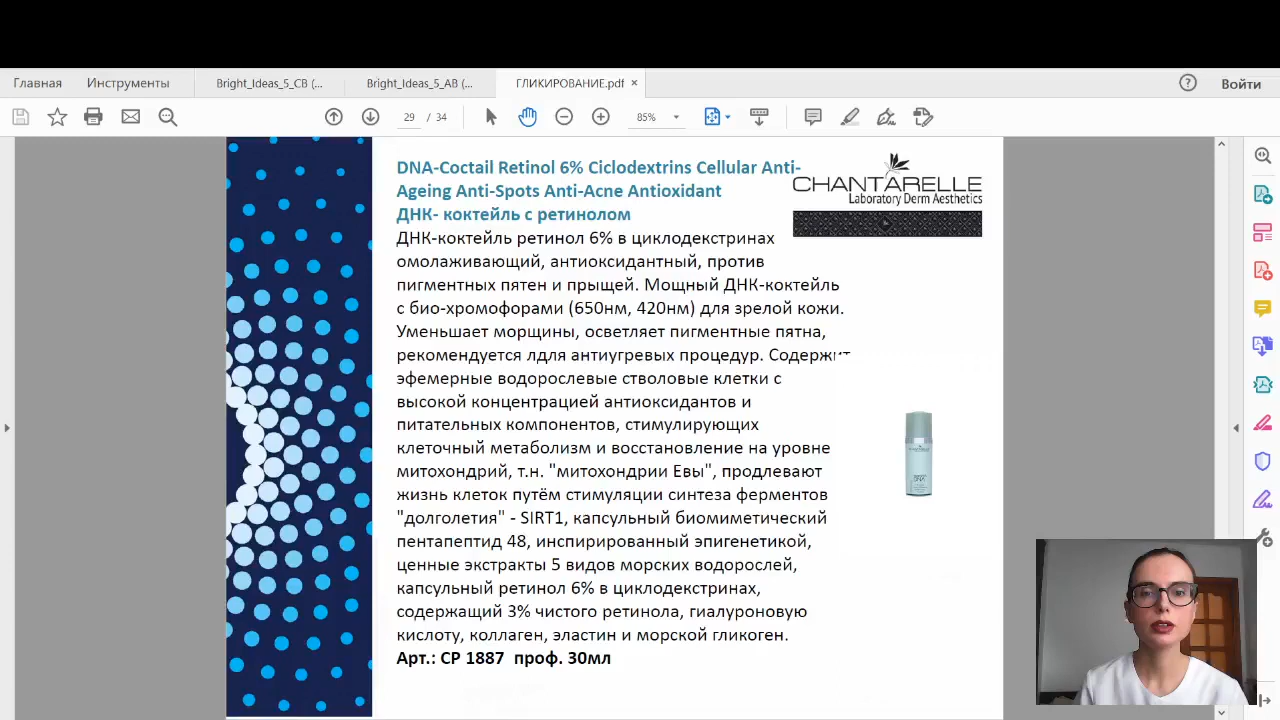 Главная
Инструменты
Bright_Ideas_5_CB (...
Bright_Ideas_5_AB (...
ГЛИКИРОВАНИЕ.pdf ×
Войти
29 / 34
85%
DNA-Coctail Retinol 6% Ciclodextrins Cellular Anti-
Ageing Anti-Spots Anti-Acne Antioxidant
ДНК- коктейль с ретинолом
ДНК-коктейль ретинол 6% в циклодекстринах
омолаживающий, антиоксидантный, против
пигментных пятен и прыщей. Мощный ДНК-коктейль
с био-хромофорами (650нм, 420нм) для зрелой кожи.
Уменьшает морщины, осветляет пигментные пятна,
рекомендуется лдля антиугревых процедур. Содержит
эфемерные водорослевые стволовые клетки с
высокой концентрацией антиоксидантов и
питательных компонентов, стимулирующих
клеточный метаболизм и восстановление на уровне
митохондрий, т.н. "митохондрии Евы", продлевают
жизнь клеток путём стимуляции синтеза ферментов
"долголетия" - SIRT1, капсульный биомиметический
пентапептид 48, инспирированный эпигенетикой,
ценные экстракты 5 видов морских водорослей,
капсульный ретинол 6% в циклодекстринах,
содержащий 3% чистого ретинола, гиалуроновую
кислоту, коллаген, эластин и морской гликоген.
Арт.: CP 1887 проф. 30мл
CHANTARELLE
Laboratory Derm Aesthetics
CHANTARELLE
DNA